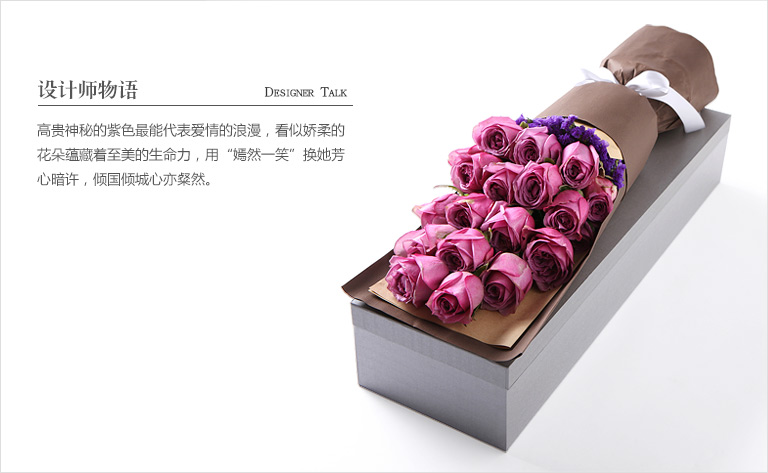 设计师物语 DESIGNER TALK
高贵神秘的紫色最能代表爱情的浪漫，看似娇柔的
花朵蕴藏着至美的生命力，用“嫣然一笑”换她芳
心暗许，倾国倾城心亦粲然。